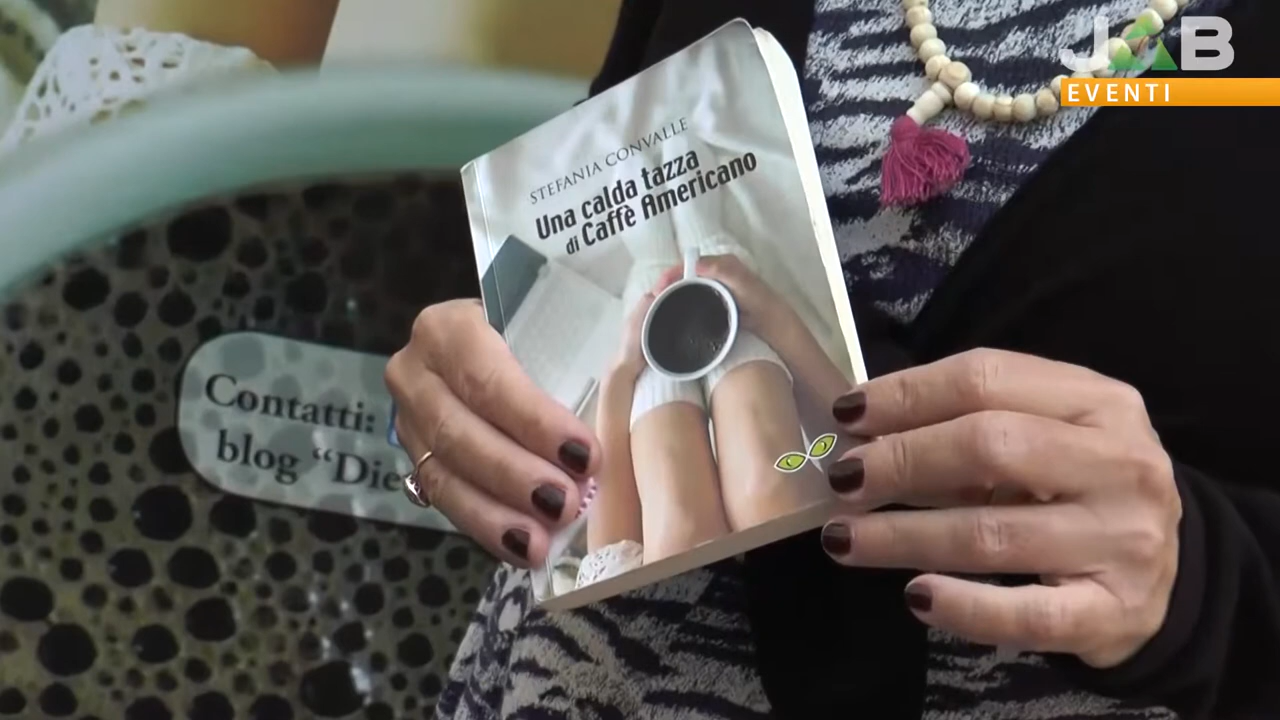 STEFANIA CONVALLE
Una calda tazza
di Caffè Americano
Contatti:
blog “Die
EVENTI